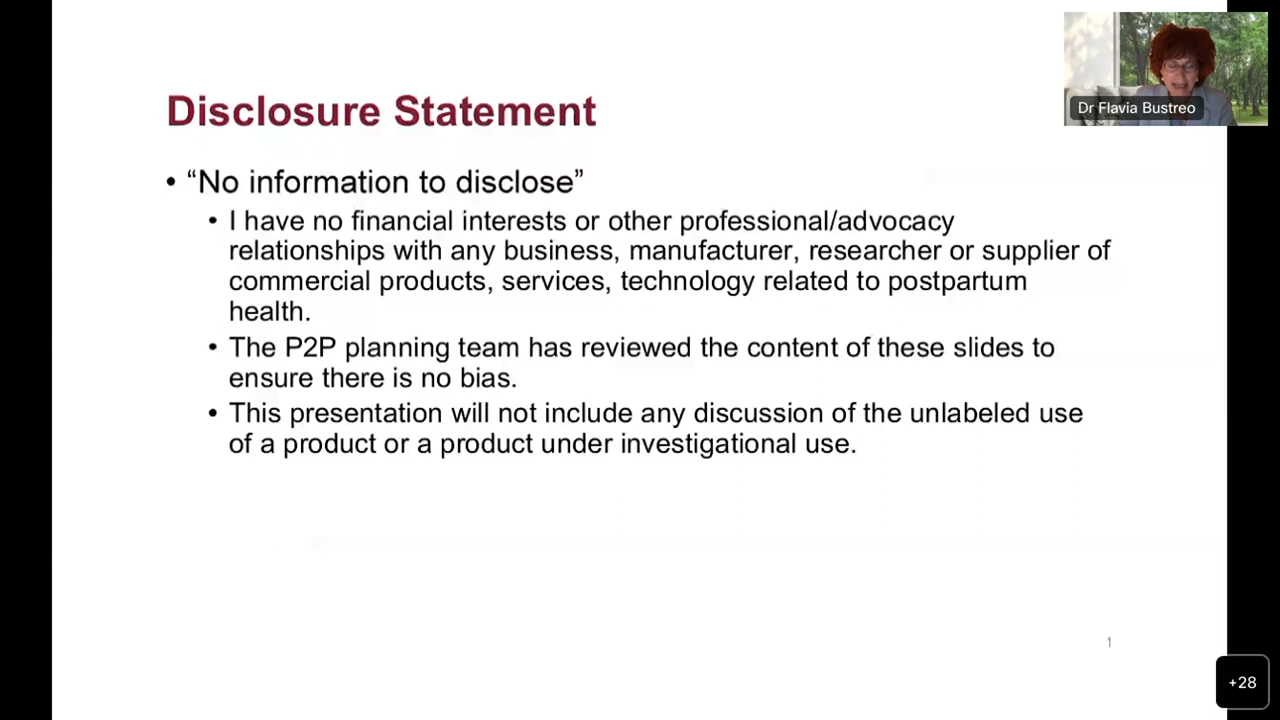 Disclosure Statement
Dr Flavia Bustreo
• “No information to disclose”
• I have no financial interests or other professional/advocacy
relationships with any business, manufacturer, researcher or supplier of
commercial products, services, technology related to postpartum
health.
• The P2P planning team has reviewed the content of these slides to
ensure there is no bias.
• This presentation will not include any discussion of the unlabeled use
of a product or a product under investigational use.
1
+28